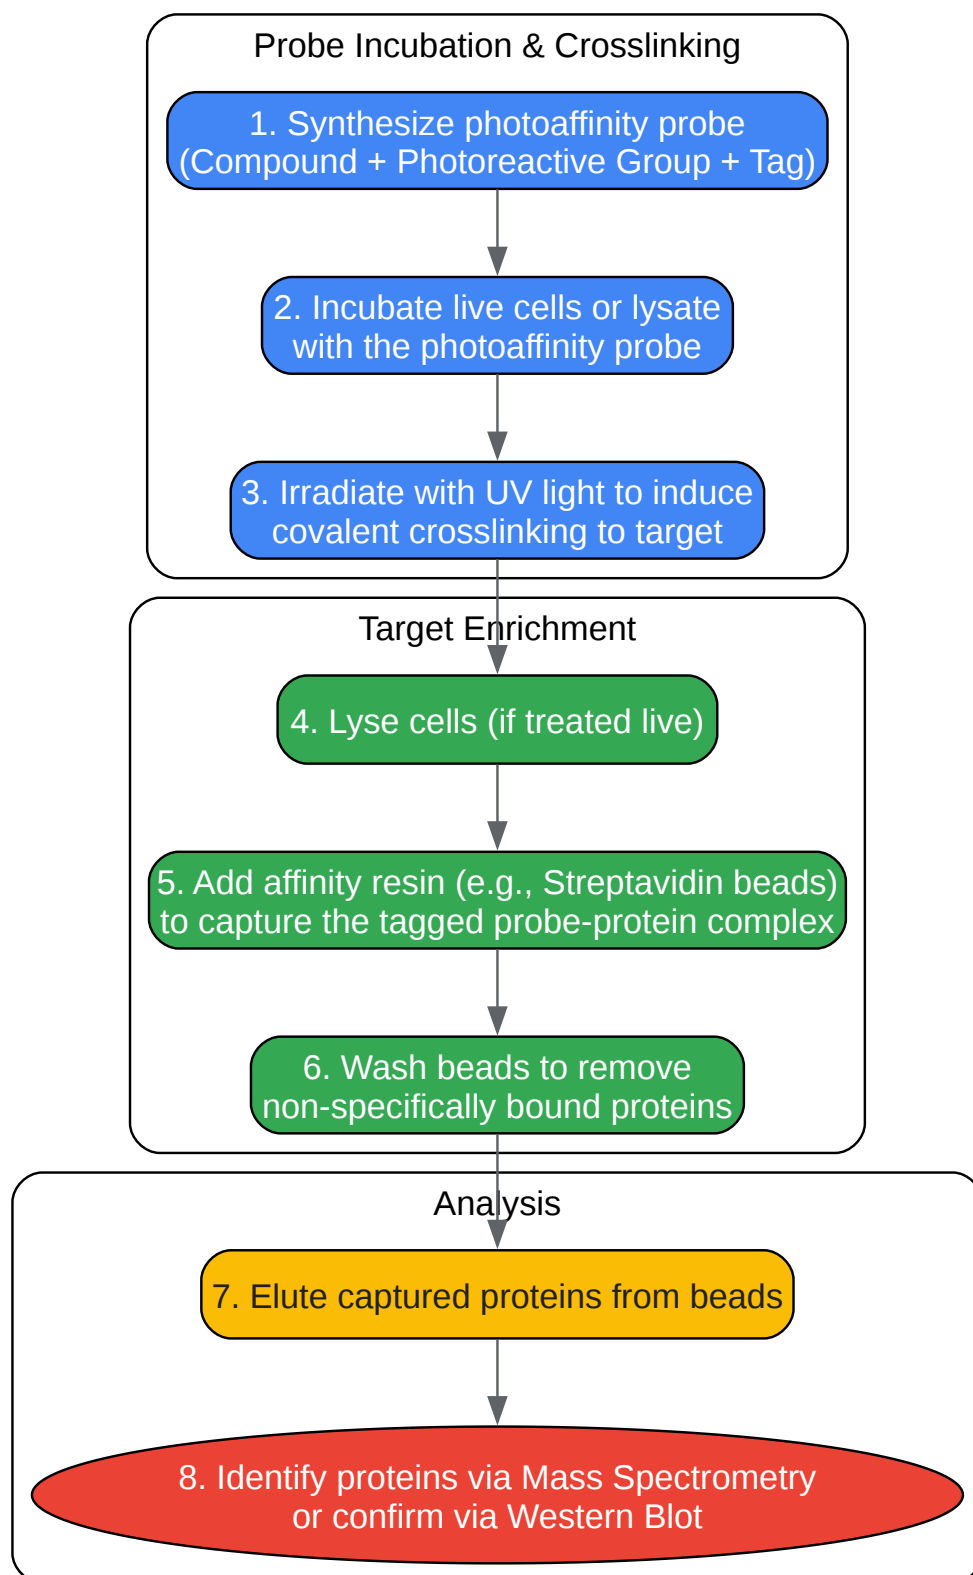 Probe Incubation & Crosslinking
1. Synthesize photoaffinity probe
(Compound + Photoreactive Group + Tag)
2. Incubate live cells or lysate
with the photoaffinity probe
3. Irradiate with UV light to induce
covalent crosslinking to target
Target Enrichment
4. Lyse cells (if treated live)
5. Add affinity resin (e.g., Streptavidin beads)
to capture the tagged probe-protein complex
6. Wash beads to remove
non-specifically bound proteins
Analysis
7. Elute captured proteins from beads
8. Identify proteins via Mass Spectrometry
or confirm via Western Blot